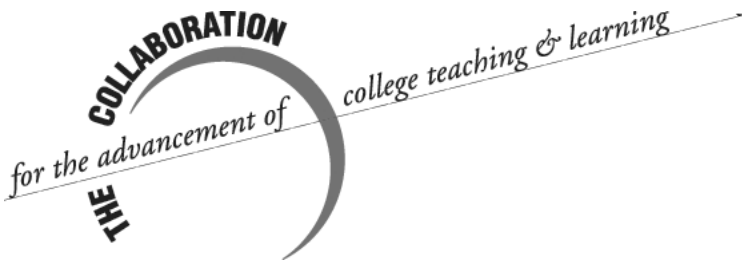 THE COLLABORATION
for the advancement of college teaching & learning